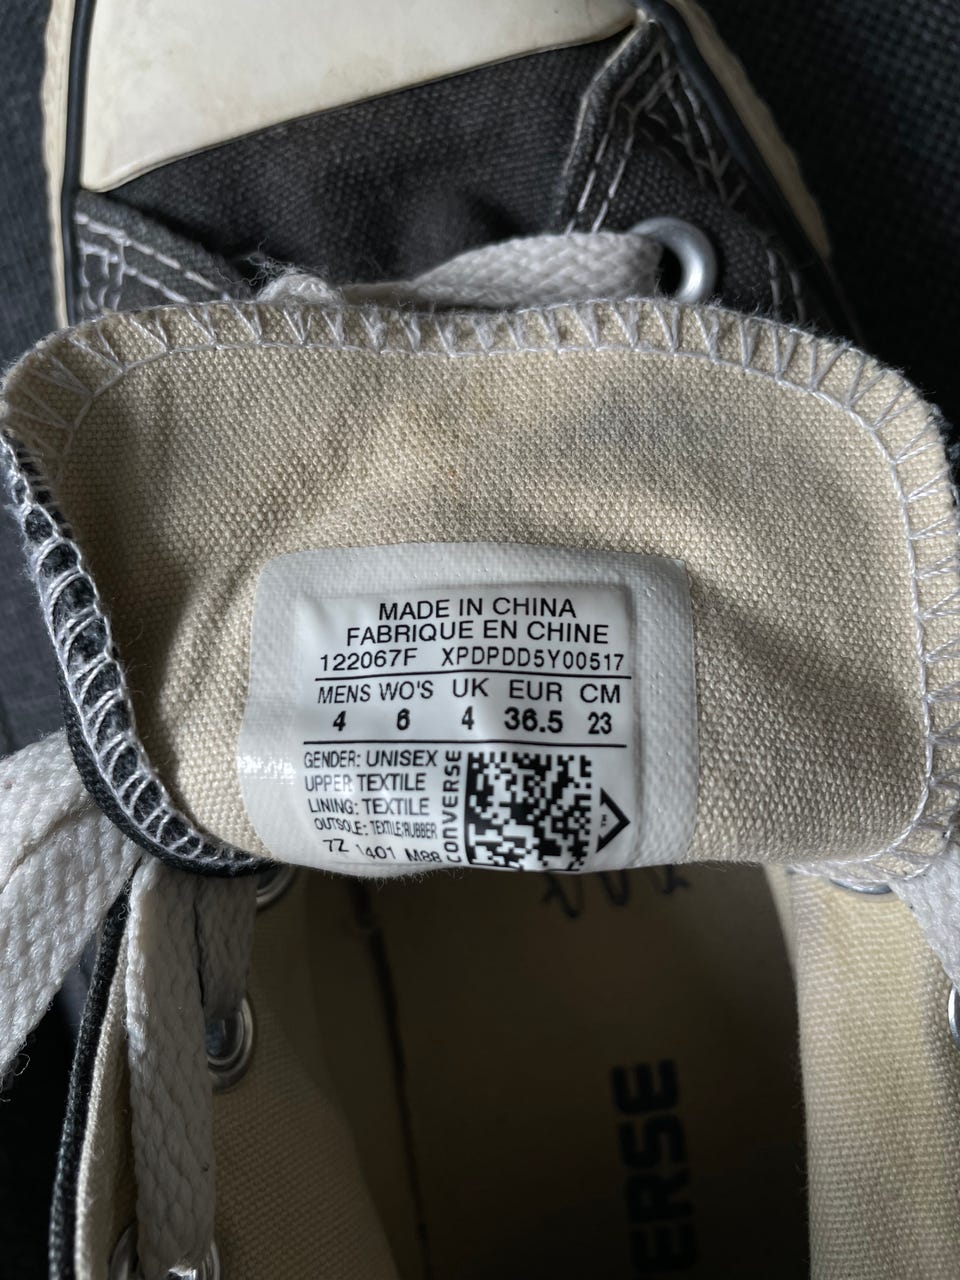 MADE IN CHINA
FABRIQUE EN CHINE
122067F XPDPDD5Y00517
MENS WO'S UK EUR CM
4 6 4 36.5 23
GENDER: UNISEX
UPPER: TEXTILE
LINING: TEXTILE
OUTSOLE: TEXTILE/RUBBER
7Z 1401 M88
CONVERSE
TM
ERSE